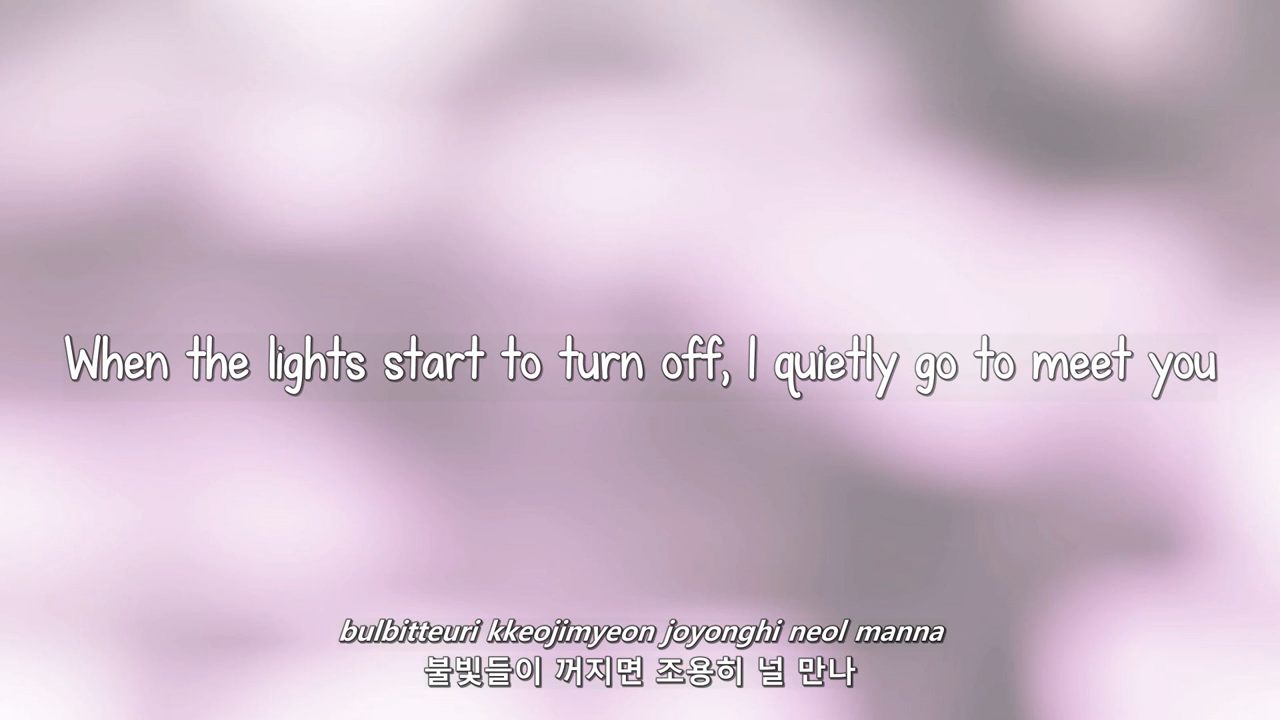 When the lights start to turn off, I quietly go to meet you
bulbitteuri kkeojimyeon joyonghi neol manna
불빛들이 꺼지면 조용히 널 만나